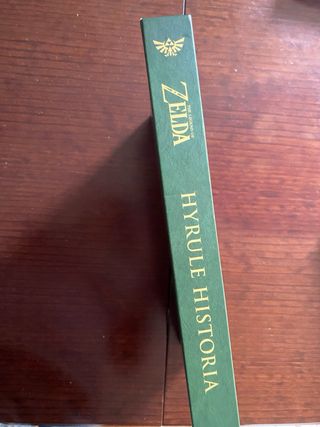 THE LEGEND OF
ZELDA
HYRULE HISTORIA